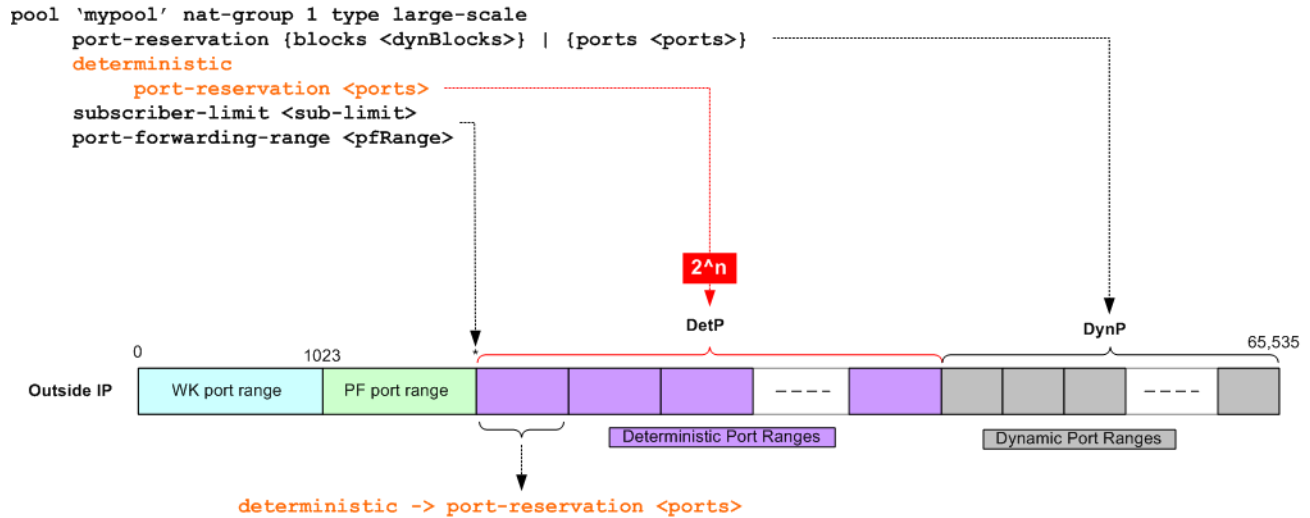 pool ‘mypool’ nat-group 1 type large-scale
port-reservation {blocks <dynBlocks>} | {ports <ports>}
deterministic
port-reservation <ports>
subscriber-limit <sub-limit>
port-forwarding-range <pfRange>
2^n
DetP
DynP
0
1023
*
65,535
Outside IP
WK port range
PF port range
Deterministic Port Ranges
Dynamic Port Ranges
deterministic -> port-reservation <ports>